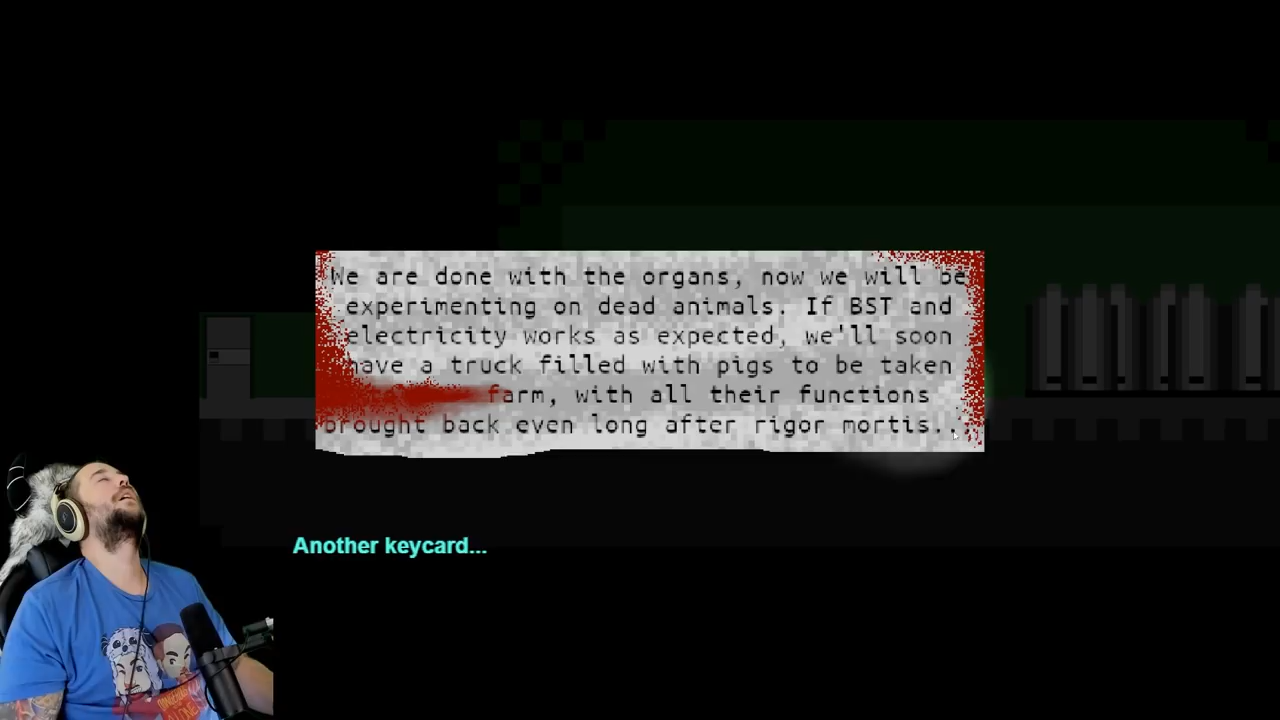 We are done with the organs, now we will be
experimenting on dead animals. If BST and
electricity works as expected, we'll soon
have a truck filled with pigs to be taken
farm, with all their functions
brought back even long after rigor mortis...
Another keycard...